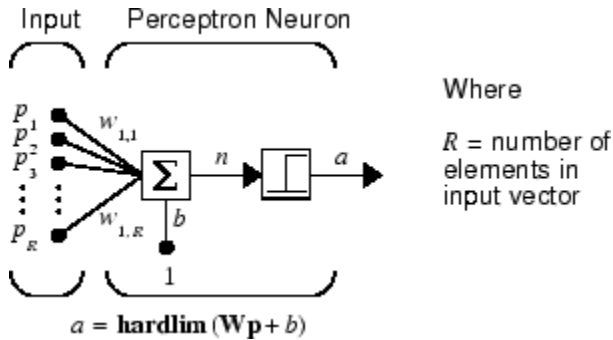 Input Perceptron Neuron
p1
p2
p3
pR
w1,1
w1,R
Σ
n
a
b
1
a = hardlim (Wp + b)
Where
R = number of
elements in
input vector